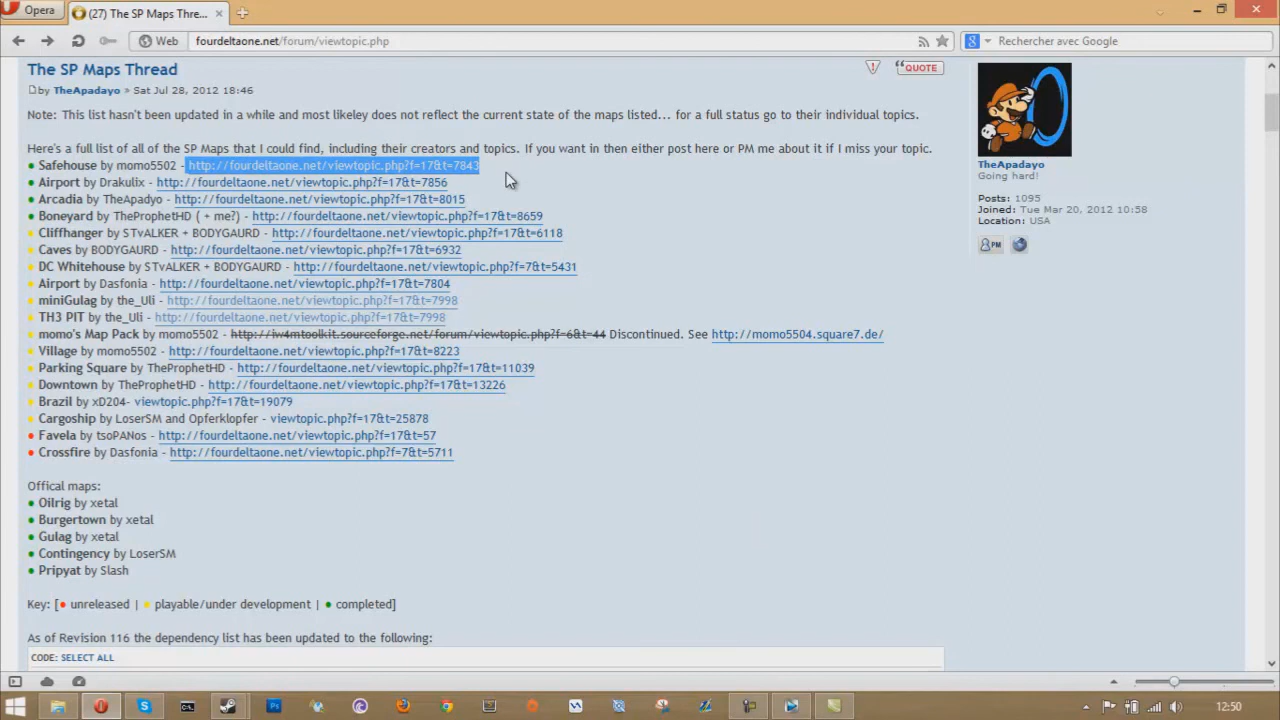 Opera
(27) The SP Maps Thre...
Web
fourdeltaone.net/forum/viewtopic.php
Rechercher avec Google
The SP Maps Thread
QUOTE
by TheApadayo » Sat Jul 28, 2012 18:46
Note: This list hasn't been updated in a while and most likeley does not reflect the current state of the maps listed... for a full status go to their individual topics.
Here's a full list of all of the SP Maps that I could find, including their creators and topics. If you want in then either post here or PM me about it if I miss your topic.
• Safehouse by momo5502 - http://fourdeltaone.net/viewtopic.php?f=17&t=7843
• Airport by Drakulix - http://fourdeltaone.net/viewtopic.php?f=17&t=7856
• Arcadia by TheApadyo - http://fourdeltaone.net/viewtopic.php?f=17&t=8015
• Boneyard by TheProphetHD ( + me?) - http://fourdeltaone.net/viewtopic.php?f=17&t=8659
• Cliffhanger by STvALKER + BODYGAURD - http://fourdeltaone.net/viewtopic.php?f=17&t=6118
• Caves by BODYGAURD - http://fourdeltaone.net/viewtopic.php?f=17&t=6932
• DC Whitehouse by STvALKER + BODYGAURD - http://fourdeltaone.net/viewtopic.php?f=7&t=5431
• Airport by Dasfonia - http://fourdeltaone.net/viewtopic.php?f=17&t=7804
• miniGulag by the_Uli - http://fourdeltaone.net/viewtopic.php?f=17&t=7998
• TH3 PIT by the_Uli - http://fourdeltaone.net/viewtopic.php?f=17&t=7998
• momo's Map Pack by momo5502 - http://iw4mtoolkit.sourceforge.net/forum/viewtopic.php?f=6&t=44 Discontinued. See http://momo5504.square7.de/
• Village by momo5502 - http://fourdeltaone.net/viewtopic.php?f=17&t=8223
• Parking Square by TheProphetHD - http://fourdeltaone.net/viewtopic.php?f=17&t=11039
• Downtown by TheProphetHD - http://fourdeltaone.net/viewtopic.php?f=17&t=13226
• Brazil by xD204- viewtopic.php?f=17&t=19079
• Cargoship by LoserSM and Opferklopfer - viewtopic.php?f=17&t=25878
• Favela by tsoPANos - http://fourdeltaone.net/viewtopic.php?f=17&t=57
• Crossfire by Dasfonia - http://fourdeltaone.net/viewtopic.php?f=7&t=5711
Offical maps:
• Oilrig by xetal
• Burgertown by xetal
• Gulag by xetal
• Contingency by LoserSM
• Pripyat by Slash
Key: [• unreleased | • playable/under development | • completed]
As of Revision 116 the dependency list has been updated to the following:
CODE: SELECT ALL
TheApadayo
Going hard!
Posts: 1095
Joined: Tue Mar 20, 2012 10:58
Location: USA
PM
12:50